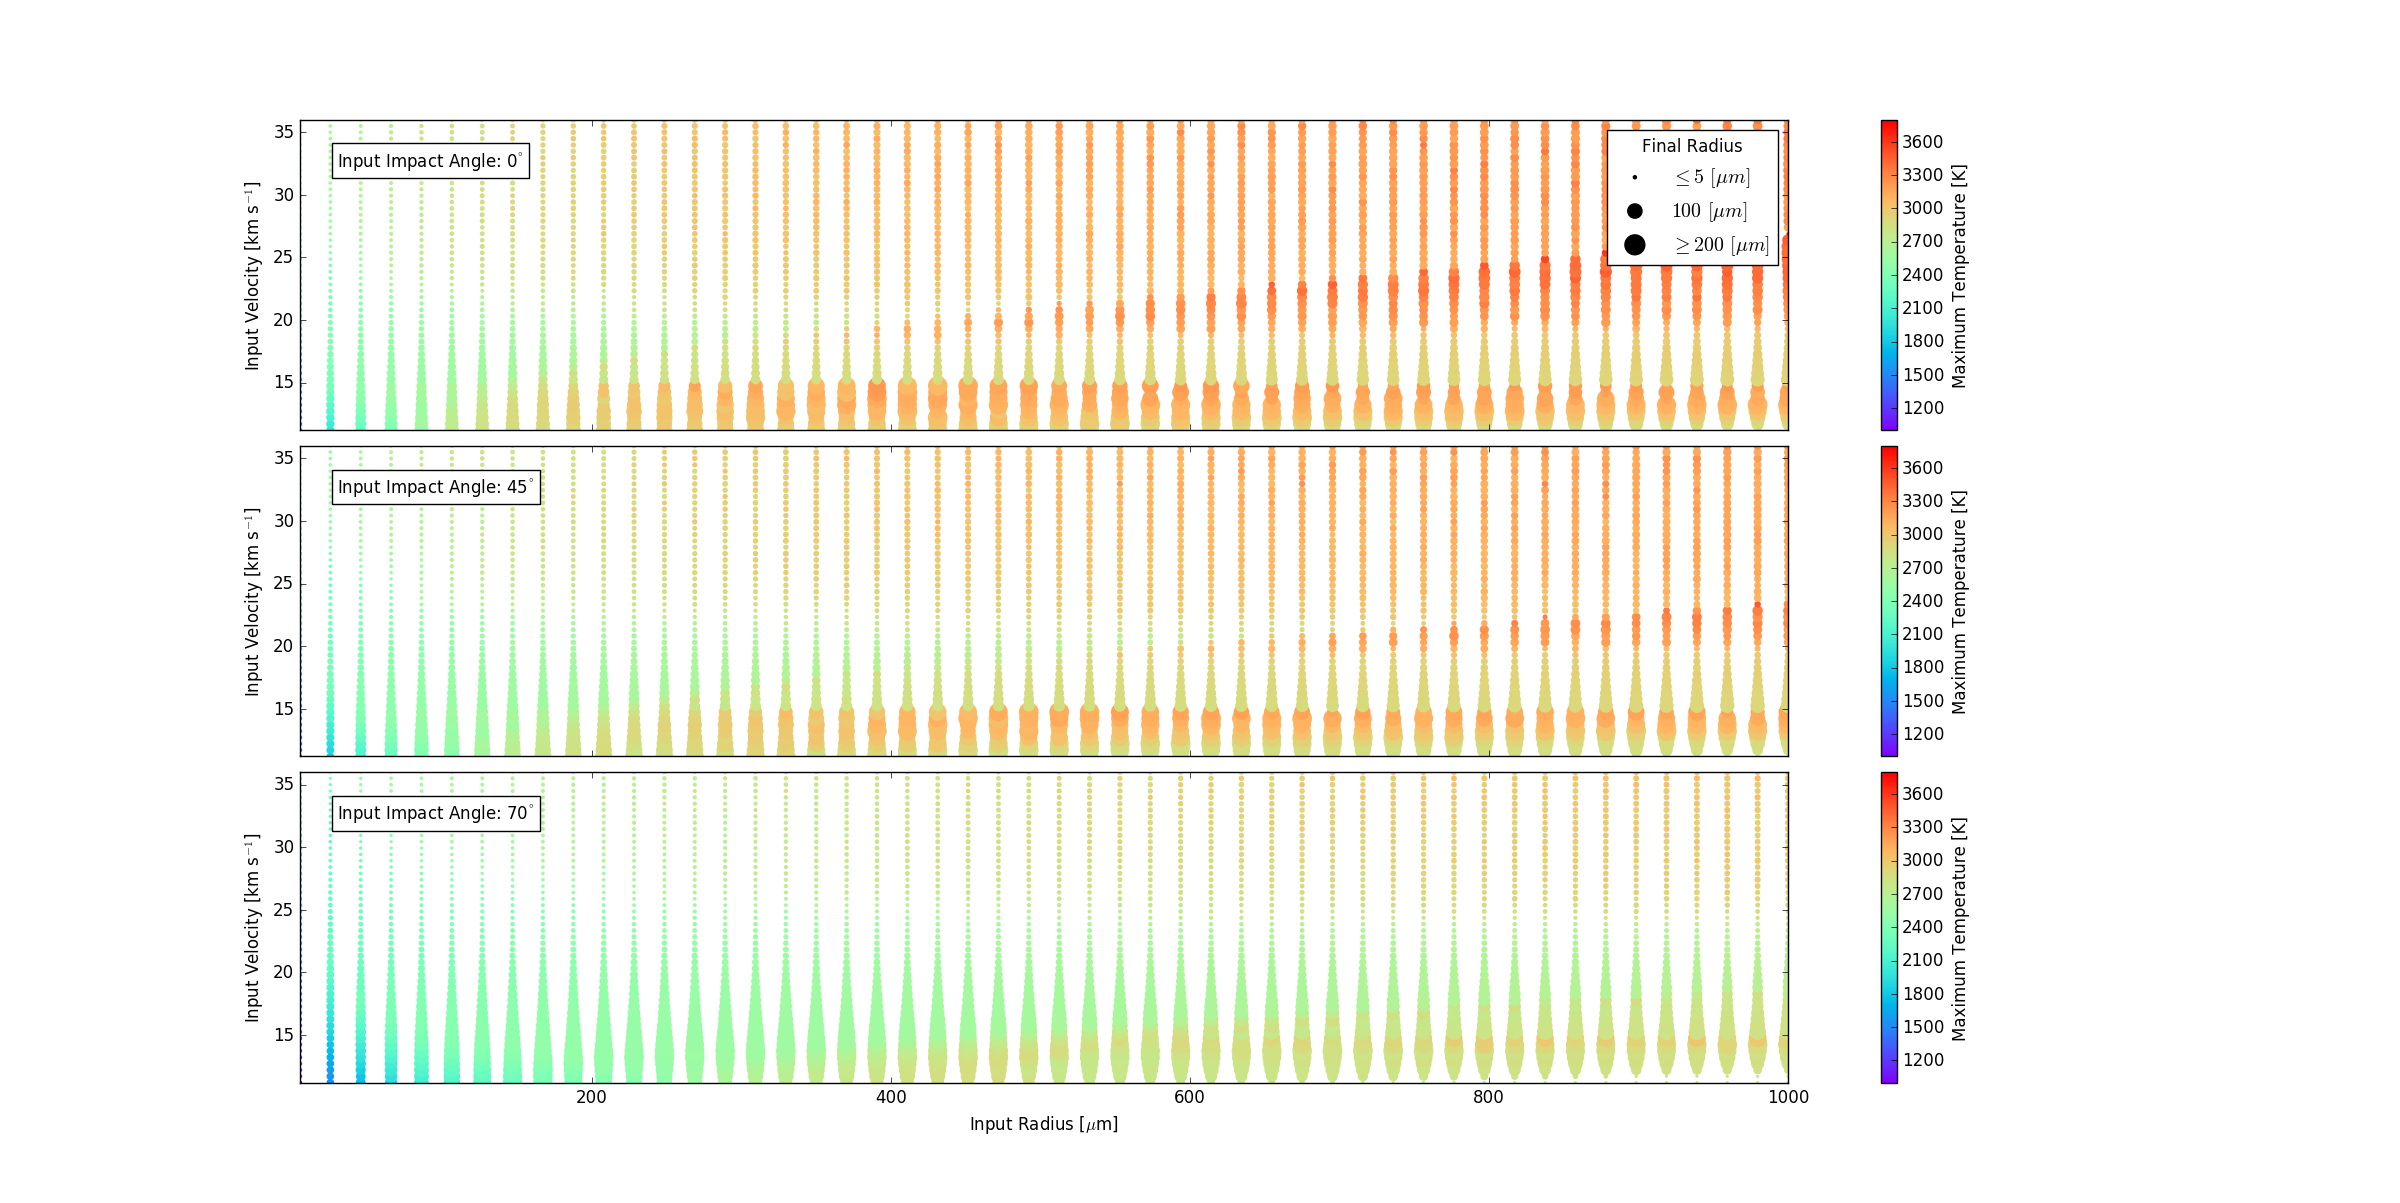 35
30
25
20
15
Input Velocity [km s⁻¹]
Input Impact Angle: 0°
Final Radius
≤ 5 [μm]
100 [μm]
≥ 200 [μm]
3600
3300
3000
2700
2400
2100
1800
1500
1200
Maximum Temperature [K]
35
30
25
20
15
Input Velocity [km s⁻¹]
Input Impact Angle: 45°
3600
3300
3000
2700
2400
2100
1800
1500
1200
Maximum Temperature [K]
35
30
25
20
15
Input Velocity [km s⁻¹]
Input Impact Angle: 70°
3600
3300
3000
2700
2400
2100
1800
1500
1200
Maximum Temperature [K]
200 400 600 800 1000
Input Radius [μm]